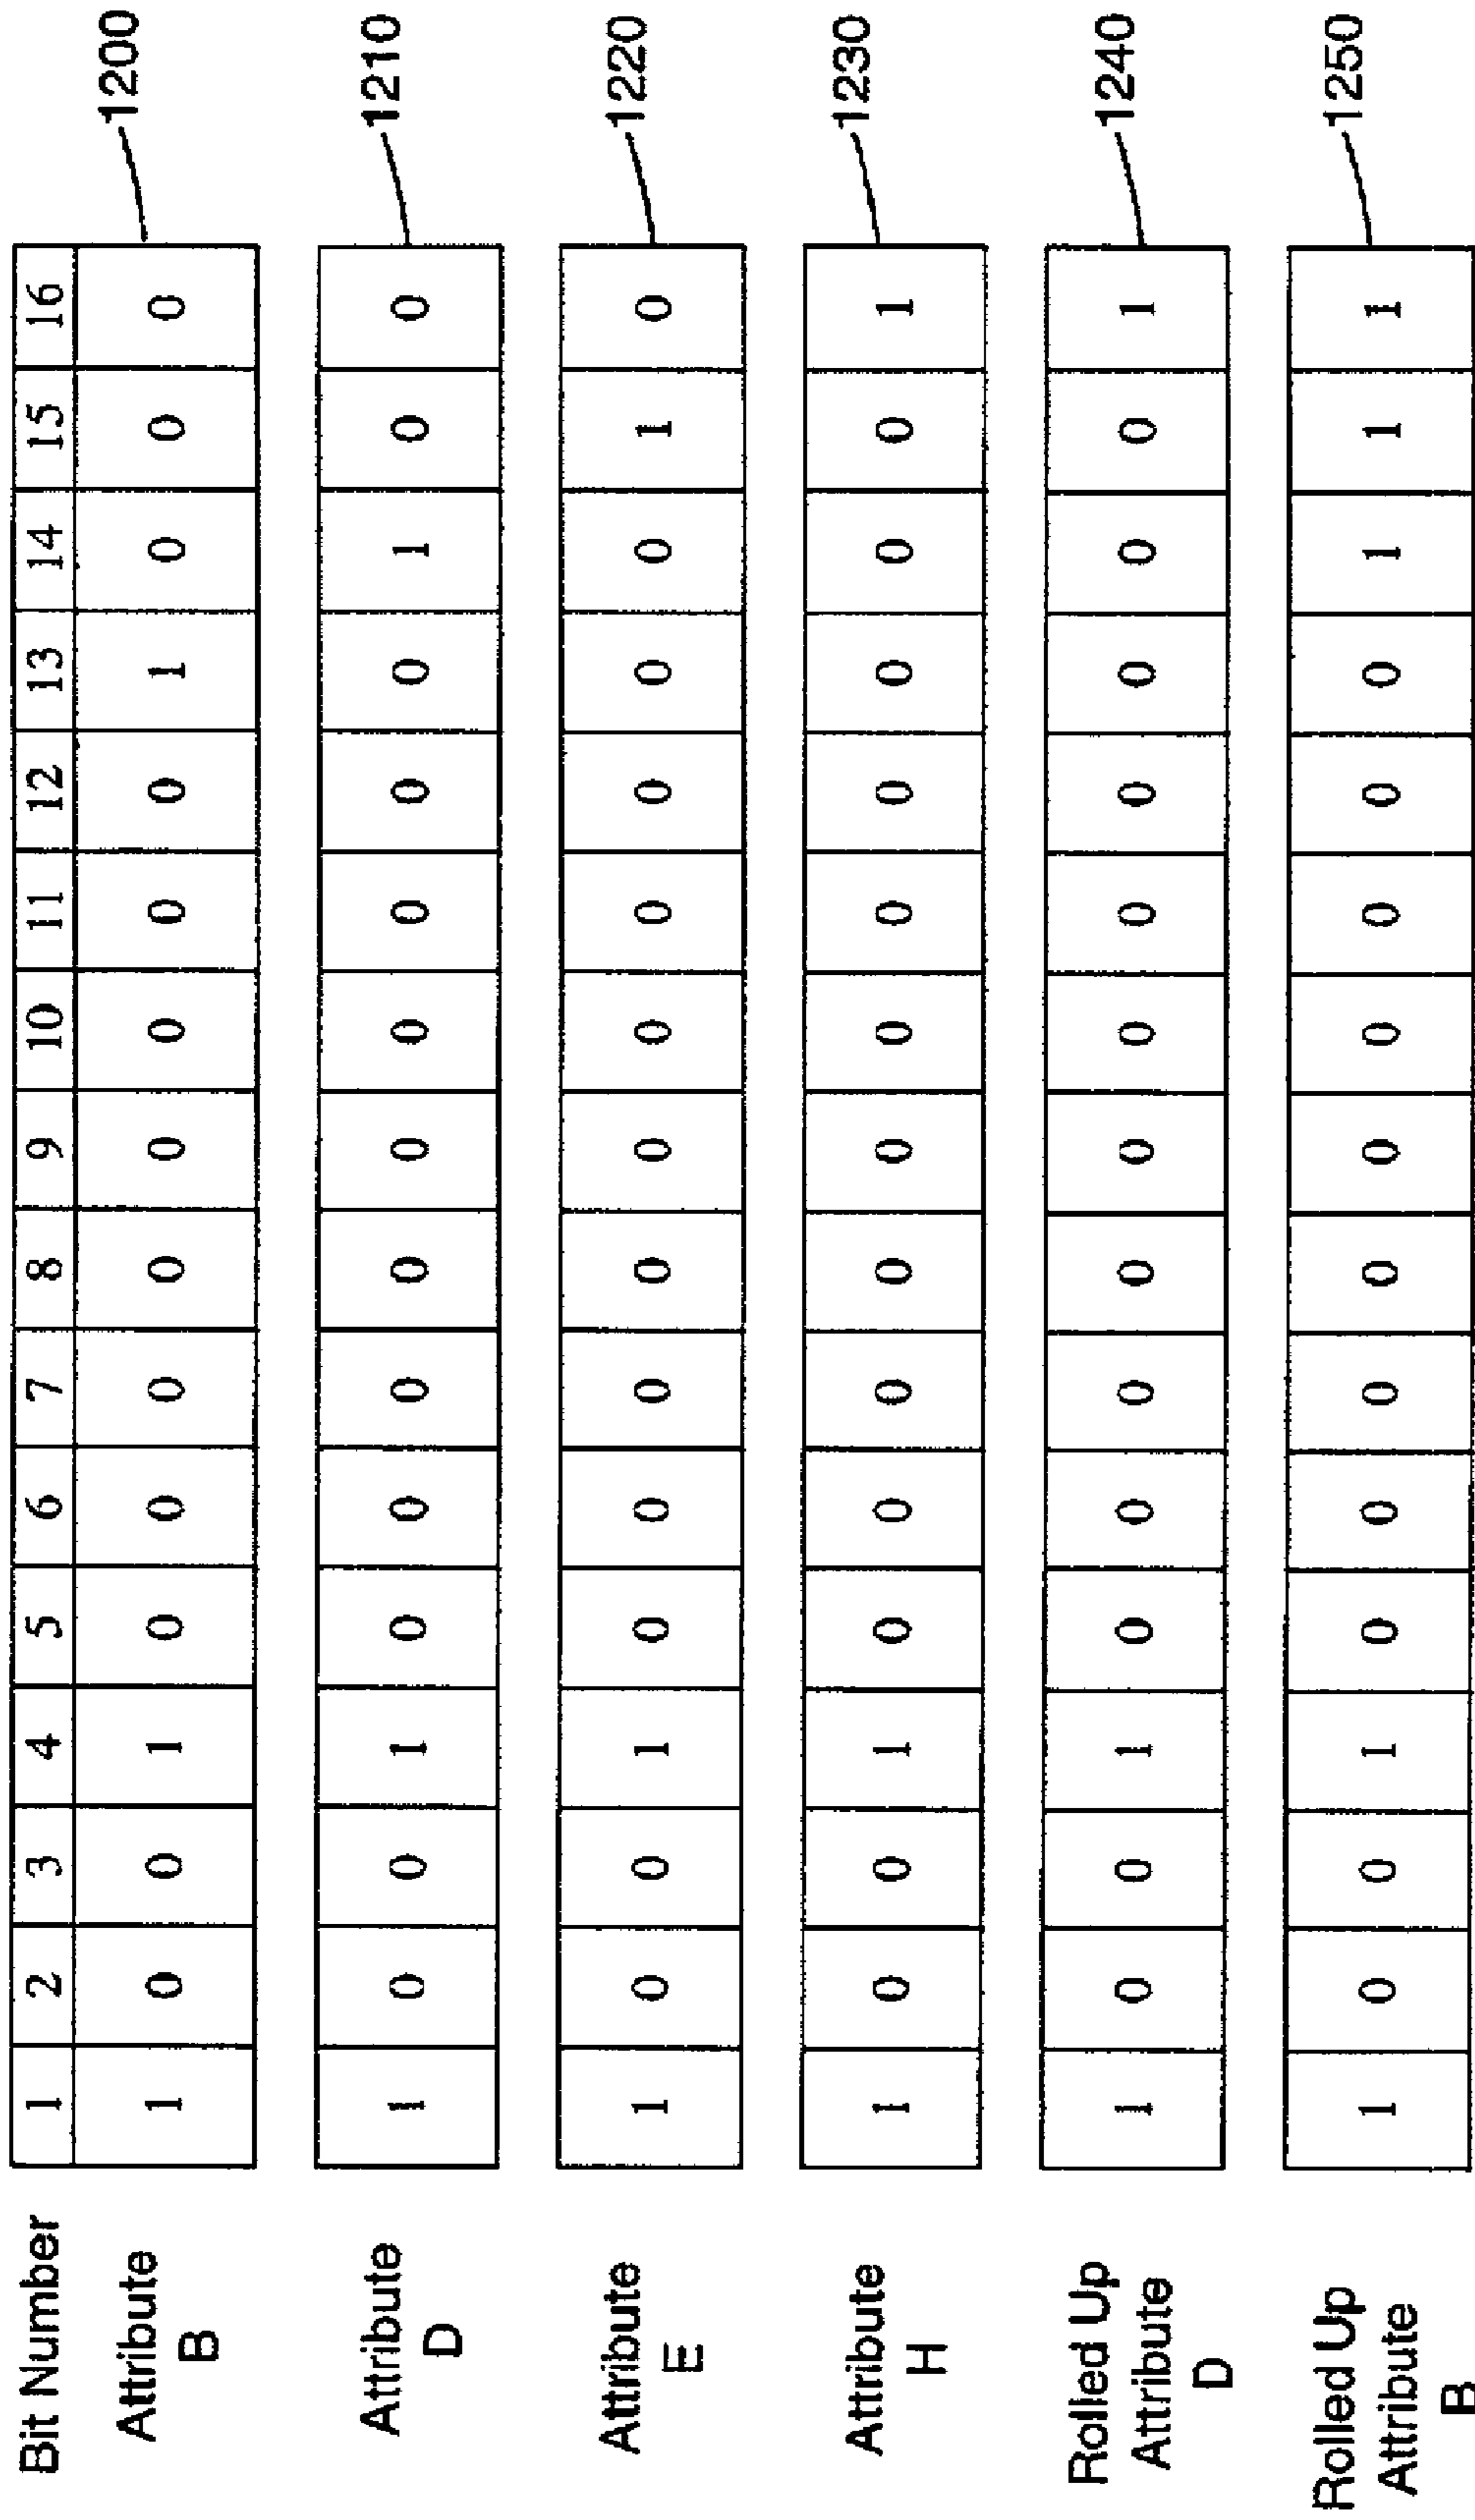 Bit Number 1 2 3 4 5 6 7 8 9 10 11 12 13 14 15 16
Attribute
B
1 0 0 1 0 0 0 0 0 0 0 0 1 0 0 0
1200
Attribute
D
1 0 0 1 0 0 0 0 0 0 0 0 0 1 0 0
1210
Attribute
E
1 0 0 1 0 0 0 0 0 0 0 0 0 0 1 0
1220
Attribute
H
1 0 0 1 0 0 0 0 0 0 0 0 0 0 0 1
1230
Rolled Up
Attribute
D
1 0 0 1 0 0 0 0 0 0 0 0 0 0 0 1
1240
Rolled Up
Attribute
B
1 0 0 1 0 0 0 0 0 0 0 0 0 1 1 1
1250